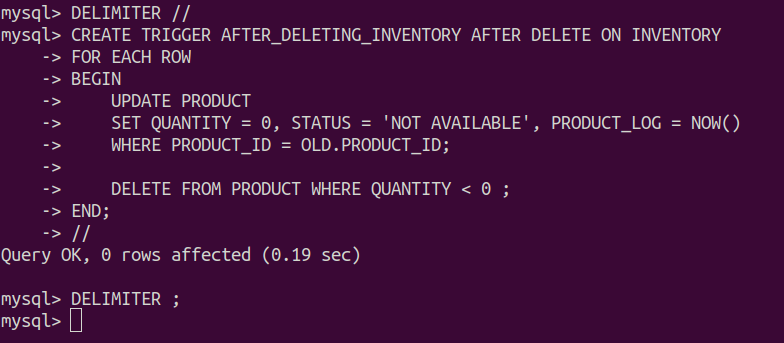 mysql> DELIMITER //
mysql> CREATE TRIGGER AFTER_DELETING_INVENTORY AFTER DELETE ON INVENTORY
    -> FOR EACH ROW
    -> BEGIN
    ->     UPDATE PRODUCT
    ->     SET QUANTITY = 0, STATUS = 'NOT AVAILABLE', PRODUCT_LOG = NOW()
    ->     WHERE PRODUCT_ID = OLD.PRODUCT_ID;
    ->
    ->     DELETE FROM PRODUCT WHERE QUANTITY < 0 ;
    -> END;
    -> //
Query OK, 0 rows affected (0.19 sec)

mysql> DELIMITER ;
mysql>